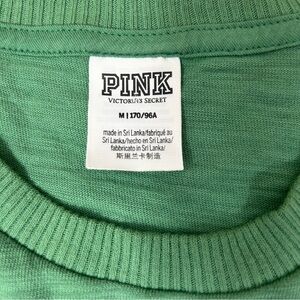 PINK
VICTORIA'S SECRET
M | 170/96A
made in Sri Lanka/fabriqué au
Sri Lanka/hecho en Sri Lanka/
fabbricato in Sri Lanka/
斯里兰卡制造